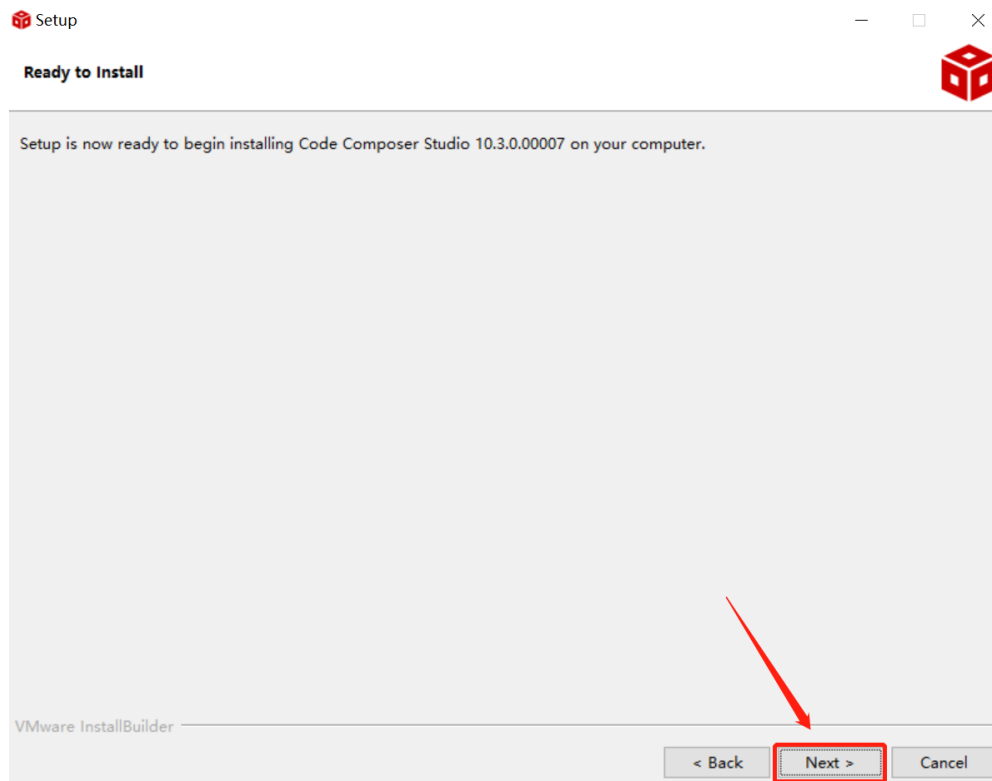 Setup
Ready to Install
Setup is now ready to begin installing Code Composer Studio 10.3.0.00007 on your computer.
VMware InstallBuilder
< Back
Next >
Cancel